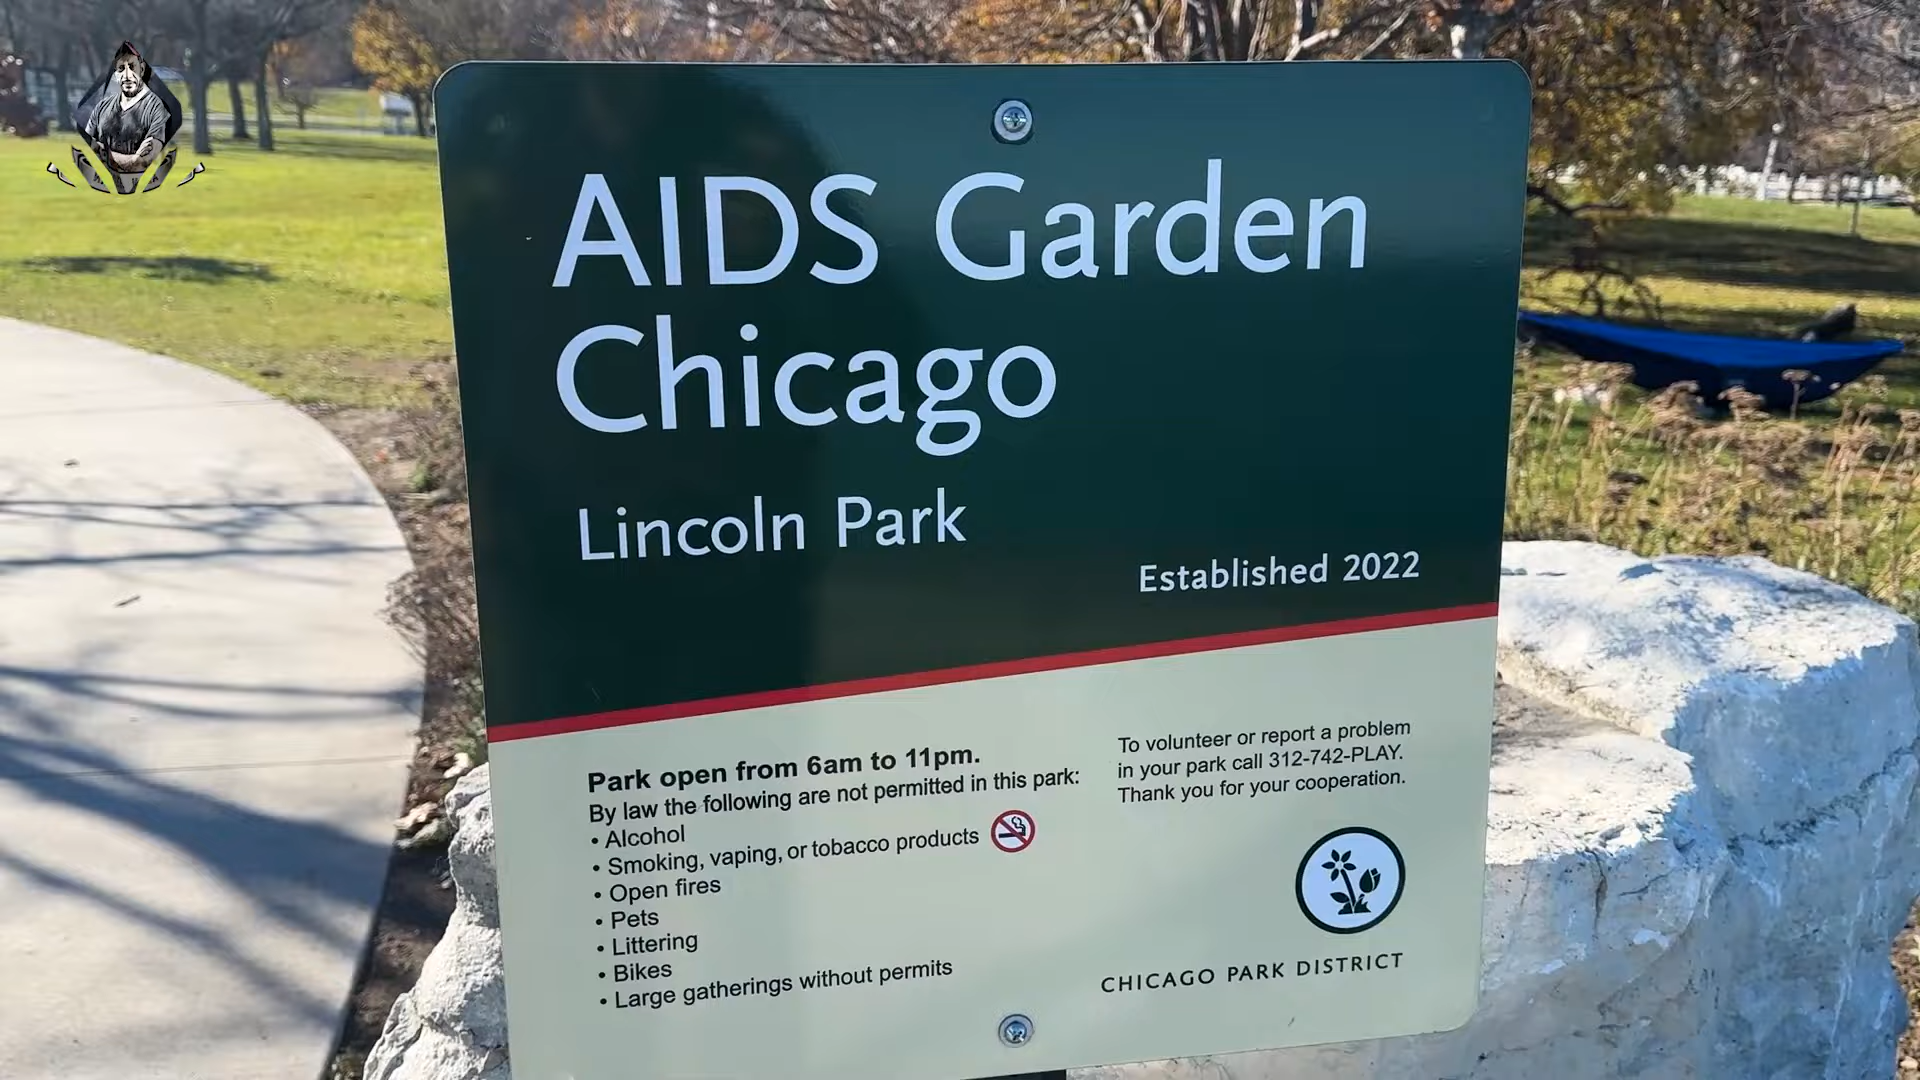 AIDS Garden
Chicago
Lincoln Park
Established 2022
Park open from 6am to 11pm.
By law the following are not permitted in this park:
• Alcohol
• Smoking, vaping, or tobacco products
• Open fires
• Pets
• Littering
• Bikes
• Large gatherings without permits
To volunteer or report a problem
in your park call 312-742-PLAY.
Thank you for your cooperation.
CHICAGO PARK DISTRICT